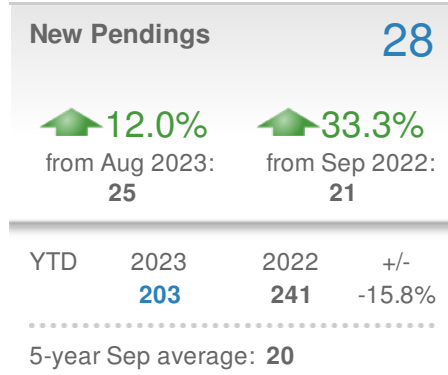 New Pendings 28
12.0% 33.3%
from Aug 2023: from Sep 2022:
25 21
YTD 2023 2022 +/-
203 241 -15.8%
5-year Sep average: 20